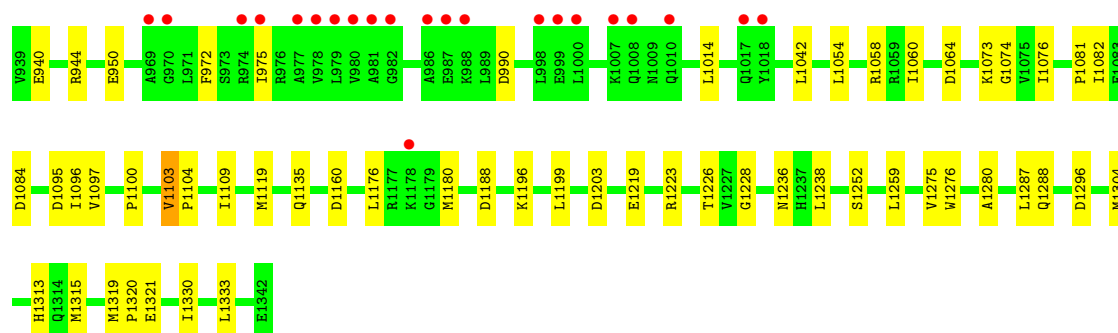 V939 E940 R944 E950 A969 G970 L971 F972 S973 R974 I975 R976 A977 V978 L979 V980 A981 G982 A986 E987 K988 L989 D990 L998 E999 L1000 K1007 Q1008 N1009 Q1010 L1014 Q1017 Y1018 L1042 L1054 R1058 R1059 I1060 D1064 K1073 G1074 V1075 I1076 P1081 I1082
D1084 D1095 I1096 V1097 P1100 V1103 P1104 I1109 M1119 Q1135 D1160 L1176 R1177 K1178 G1179 M1180 D1188 K1196 L1199 D1203 E1219 R1223 T1226 V1227 G1228 N1236 H1237 L1238 S1252 L1259 V1275 W1276 A1280 L1287 Q1288 D1296
H1313 Q1314 M1315 M1319 P1320 E1321 I1330 L1333 E1342